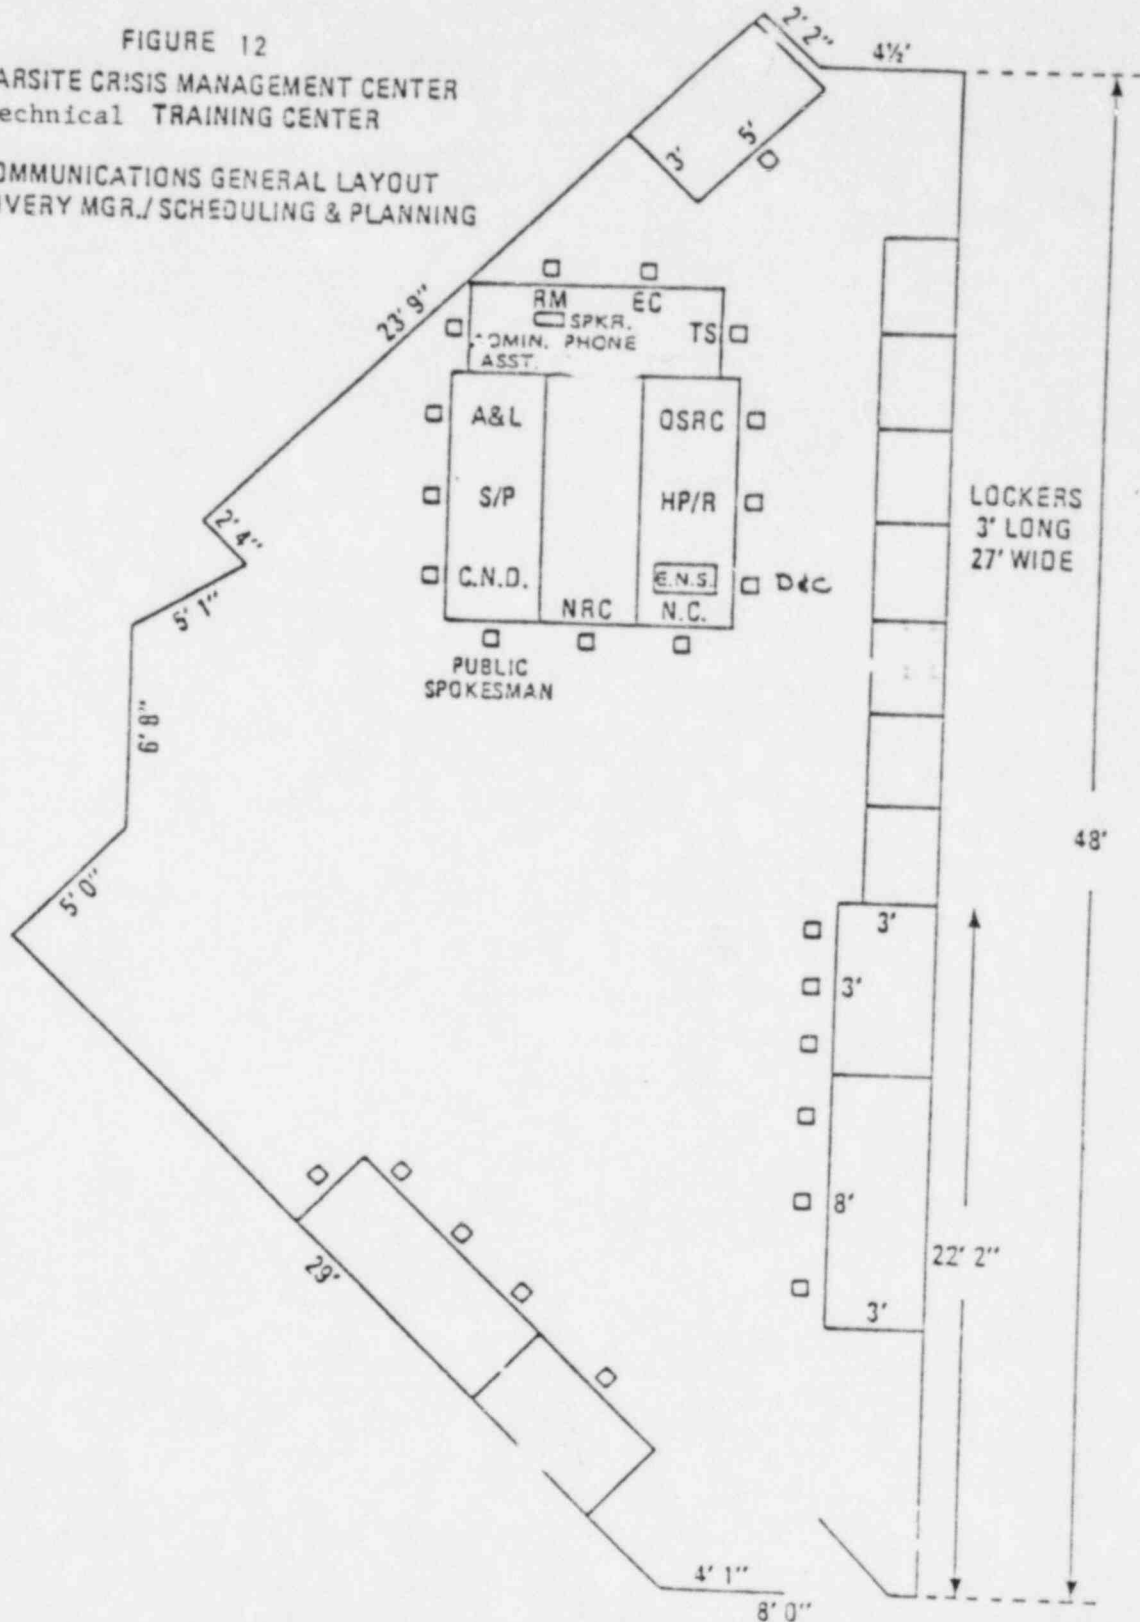 FIGURE 12
ARSITE CRISIS MANAGEMENT CENTER
echnical TRAINING CENTER
OMMUNICATIONS GENERAL LAYOUT
VERY MGR./SCHEDULING & PLANNING
2' 2"
4½'
3'
5'
23' 9"
RM
EC
SPKR.
TS
OMIN. PHONE
ASST.
A&L
OSRC
S/P
HP/R
C.N.D.
E.N.S.
D&C
NRC
N.C.
PUBLIC
SPOKESMAN
LOCKERS
3' LONG
27' WIDE
2' 4"
5' 1"
9' 8"
5' 0"
48'
3'
3'
8'
3'
22' 2"
29'
4' 1"
8' 0"